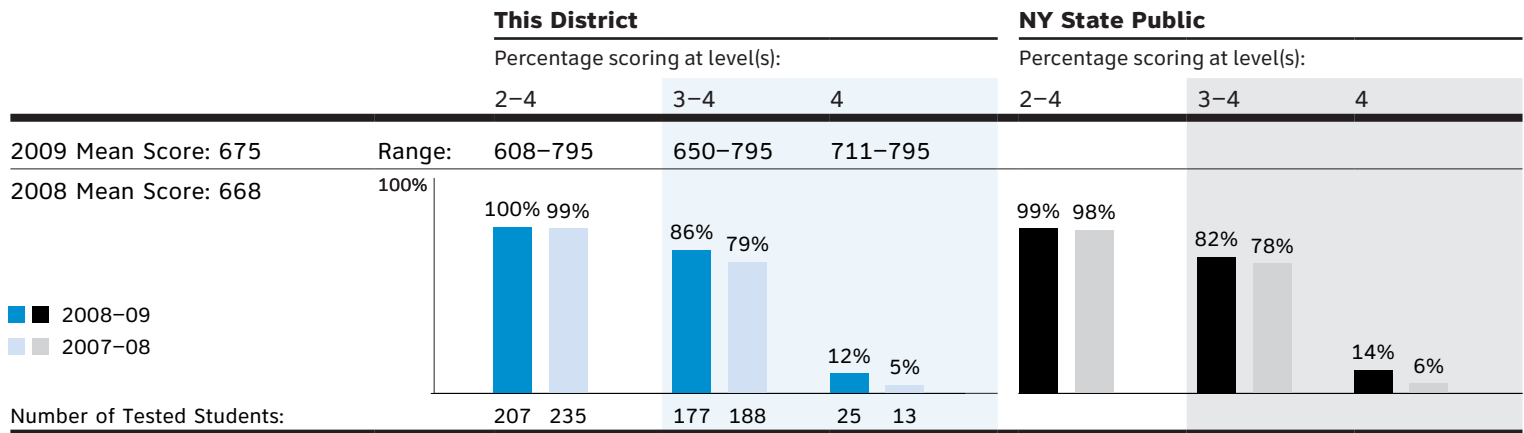 This District NY State Public
Percentage scoring at level(s): Percentage scoring at level(s):
2–4 3–4 4 2–4 3–4 4
2009 Mean Score: 675 Range: 608–795 650–795 711–795
2008 Mean Score: 668 100%
100% 99% 86% 79% 12% 5% 99% 98% 82% 78% 14% 6%
2008–09
2007–08
Number of Tested Students: 207 235 177 188 25 13